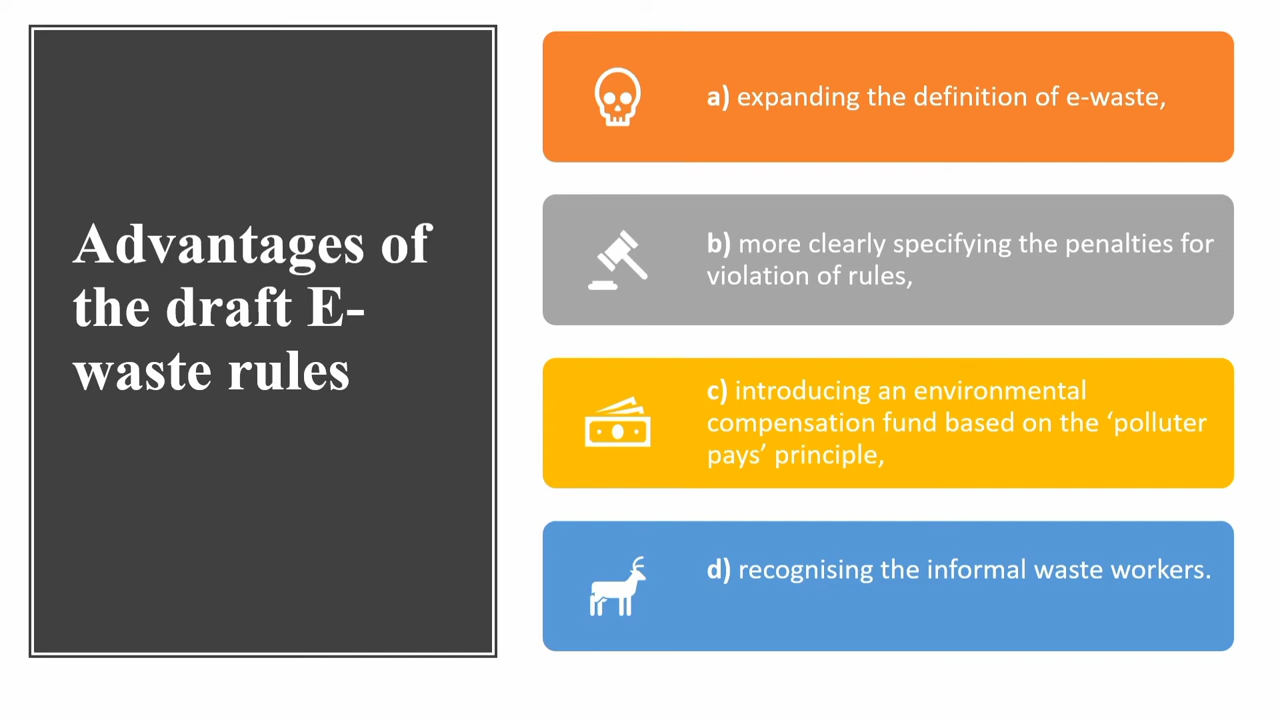 Advantages of
the draft E-
waste rules
a) expanding the definition of e-waste,
b) more clearly specifying the penalties for
violation of rules,
c) introducing an environmental
compensation fund based on the ‘polluter
pays’ principle,
d) recognising the informal waste workers.